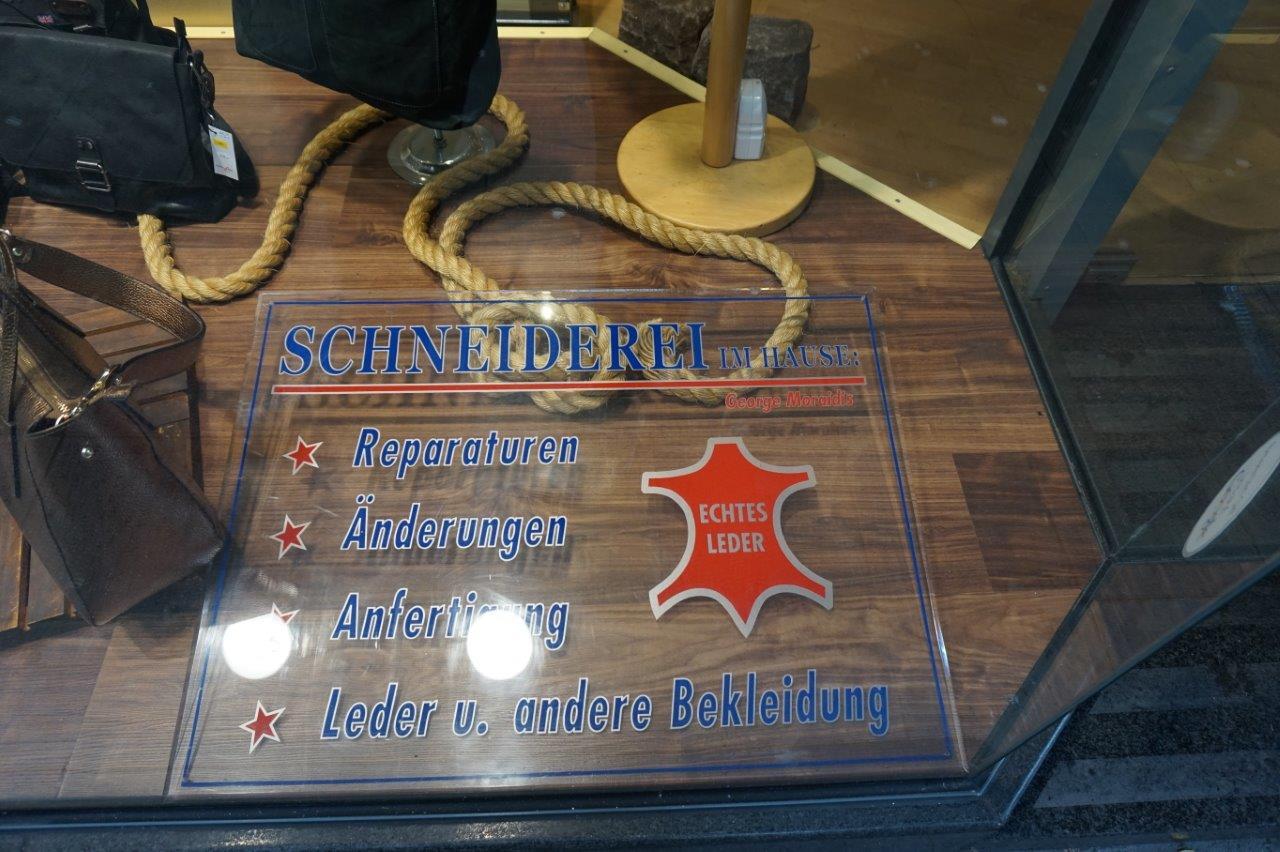 SCHNEIDEREI IM HAUSE:
George Moraidis
Reparaturen
Änderungen
Anfertigung
Leder u. andere Bekleidung
ECHTES
LEDER